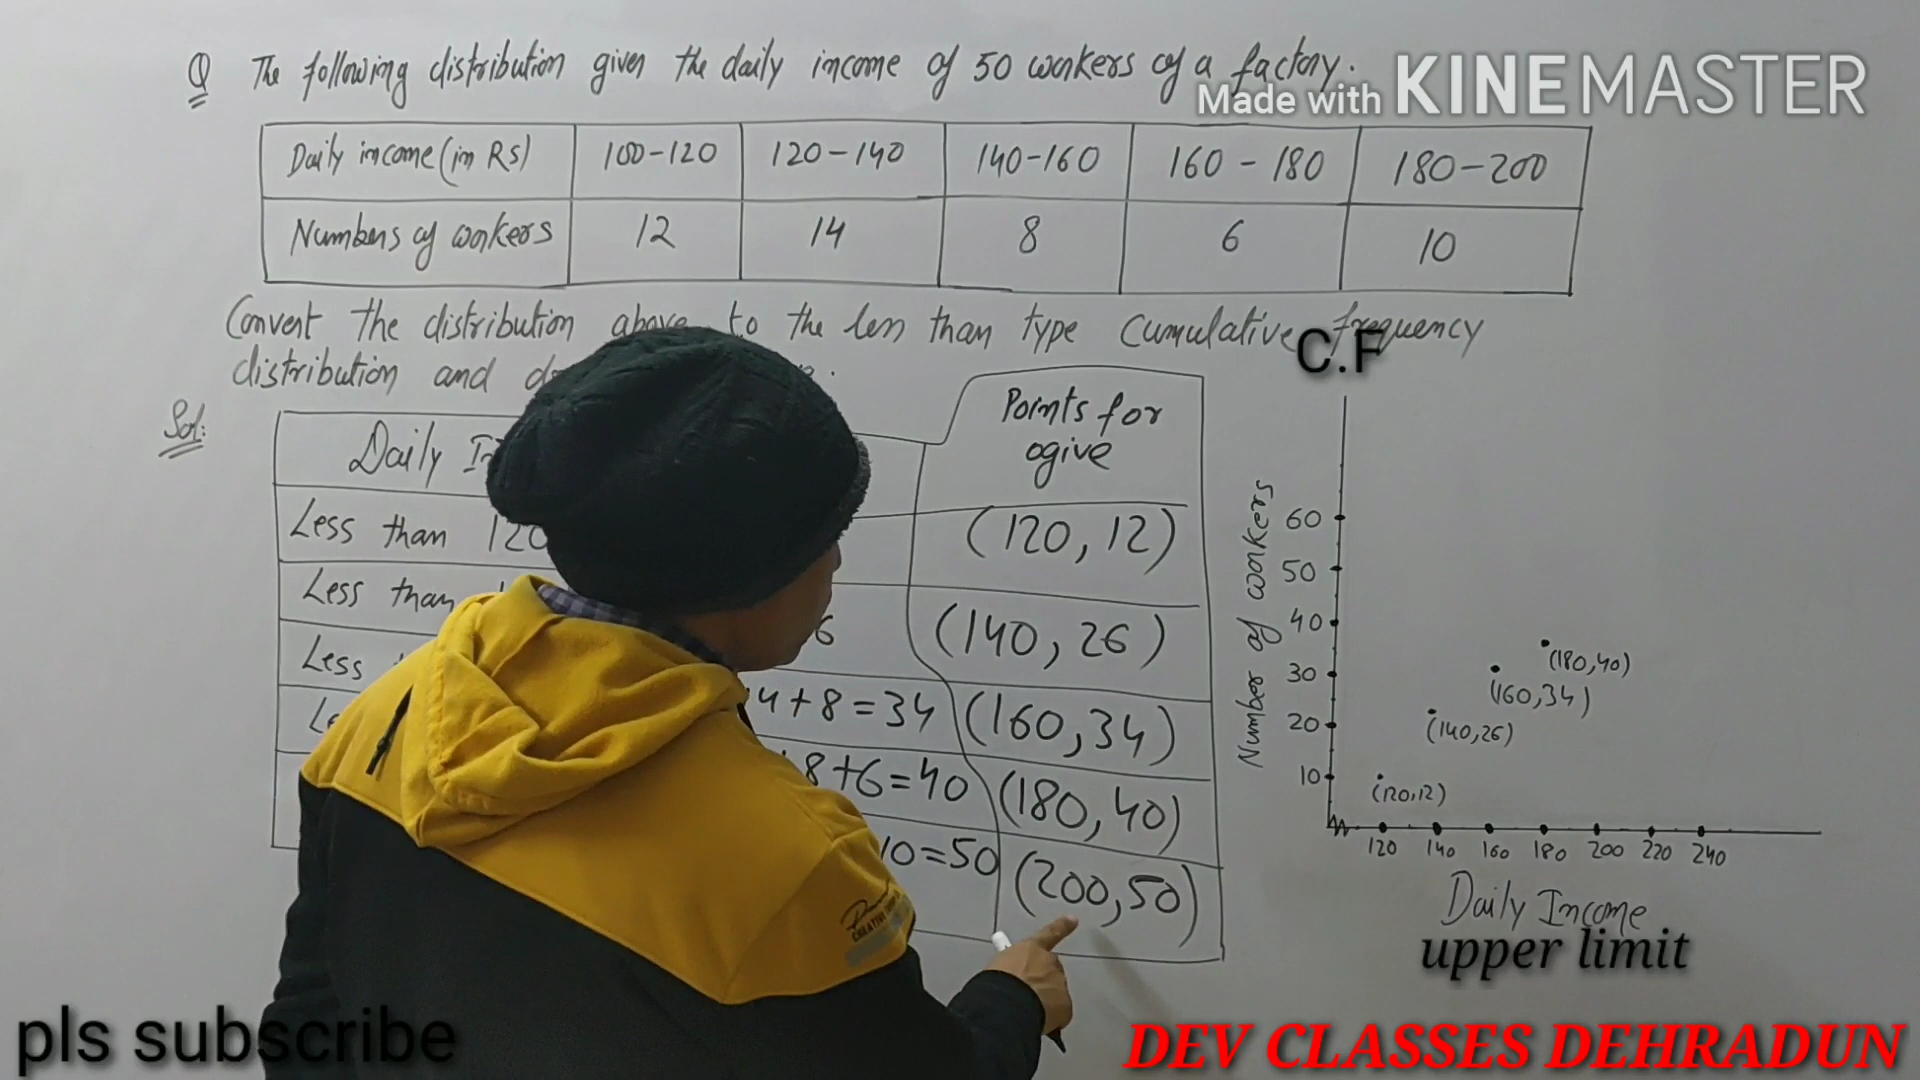 Q The following distribution given the daily income of 50 workers of a factory.
Made with KINEMASTER
Daily income (in Rs) 100-120 120-140 140-160 160-180 180-200
Numbers of workers 12 14 8 6 10
Convert the distribution above to the less than type Cumulative frequency
distribution and
Sol:
Daily
Less than 120
Less than
Less
4+8=34
8+6=40
10=50
Points for
ogive
(120,12)
(140,26)
(160,34)
(180,40)
(200,50)
C.F
Number of workers
60
50
40
30
20
10
(180,40)
(160,34)
(140,26)
(120,12)
120 140 160 180 200 220 240
Daily Income
upper limit
pls subscribe
DEV CLASSES DEHRADUN